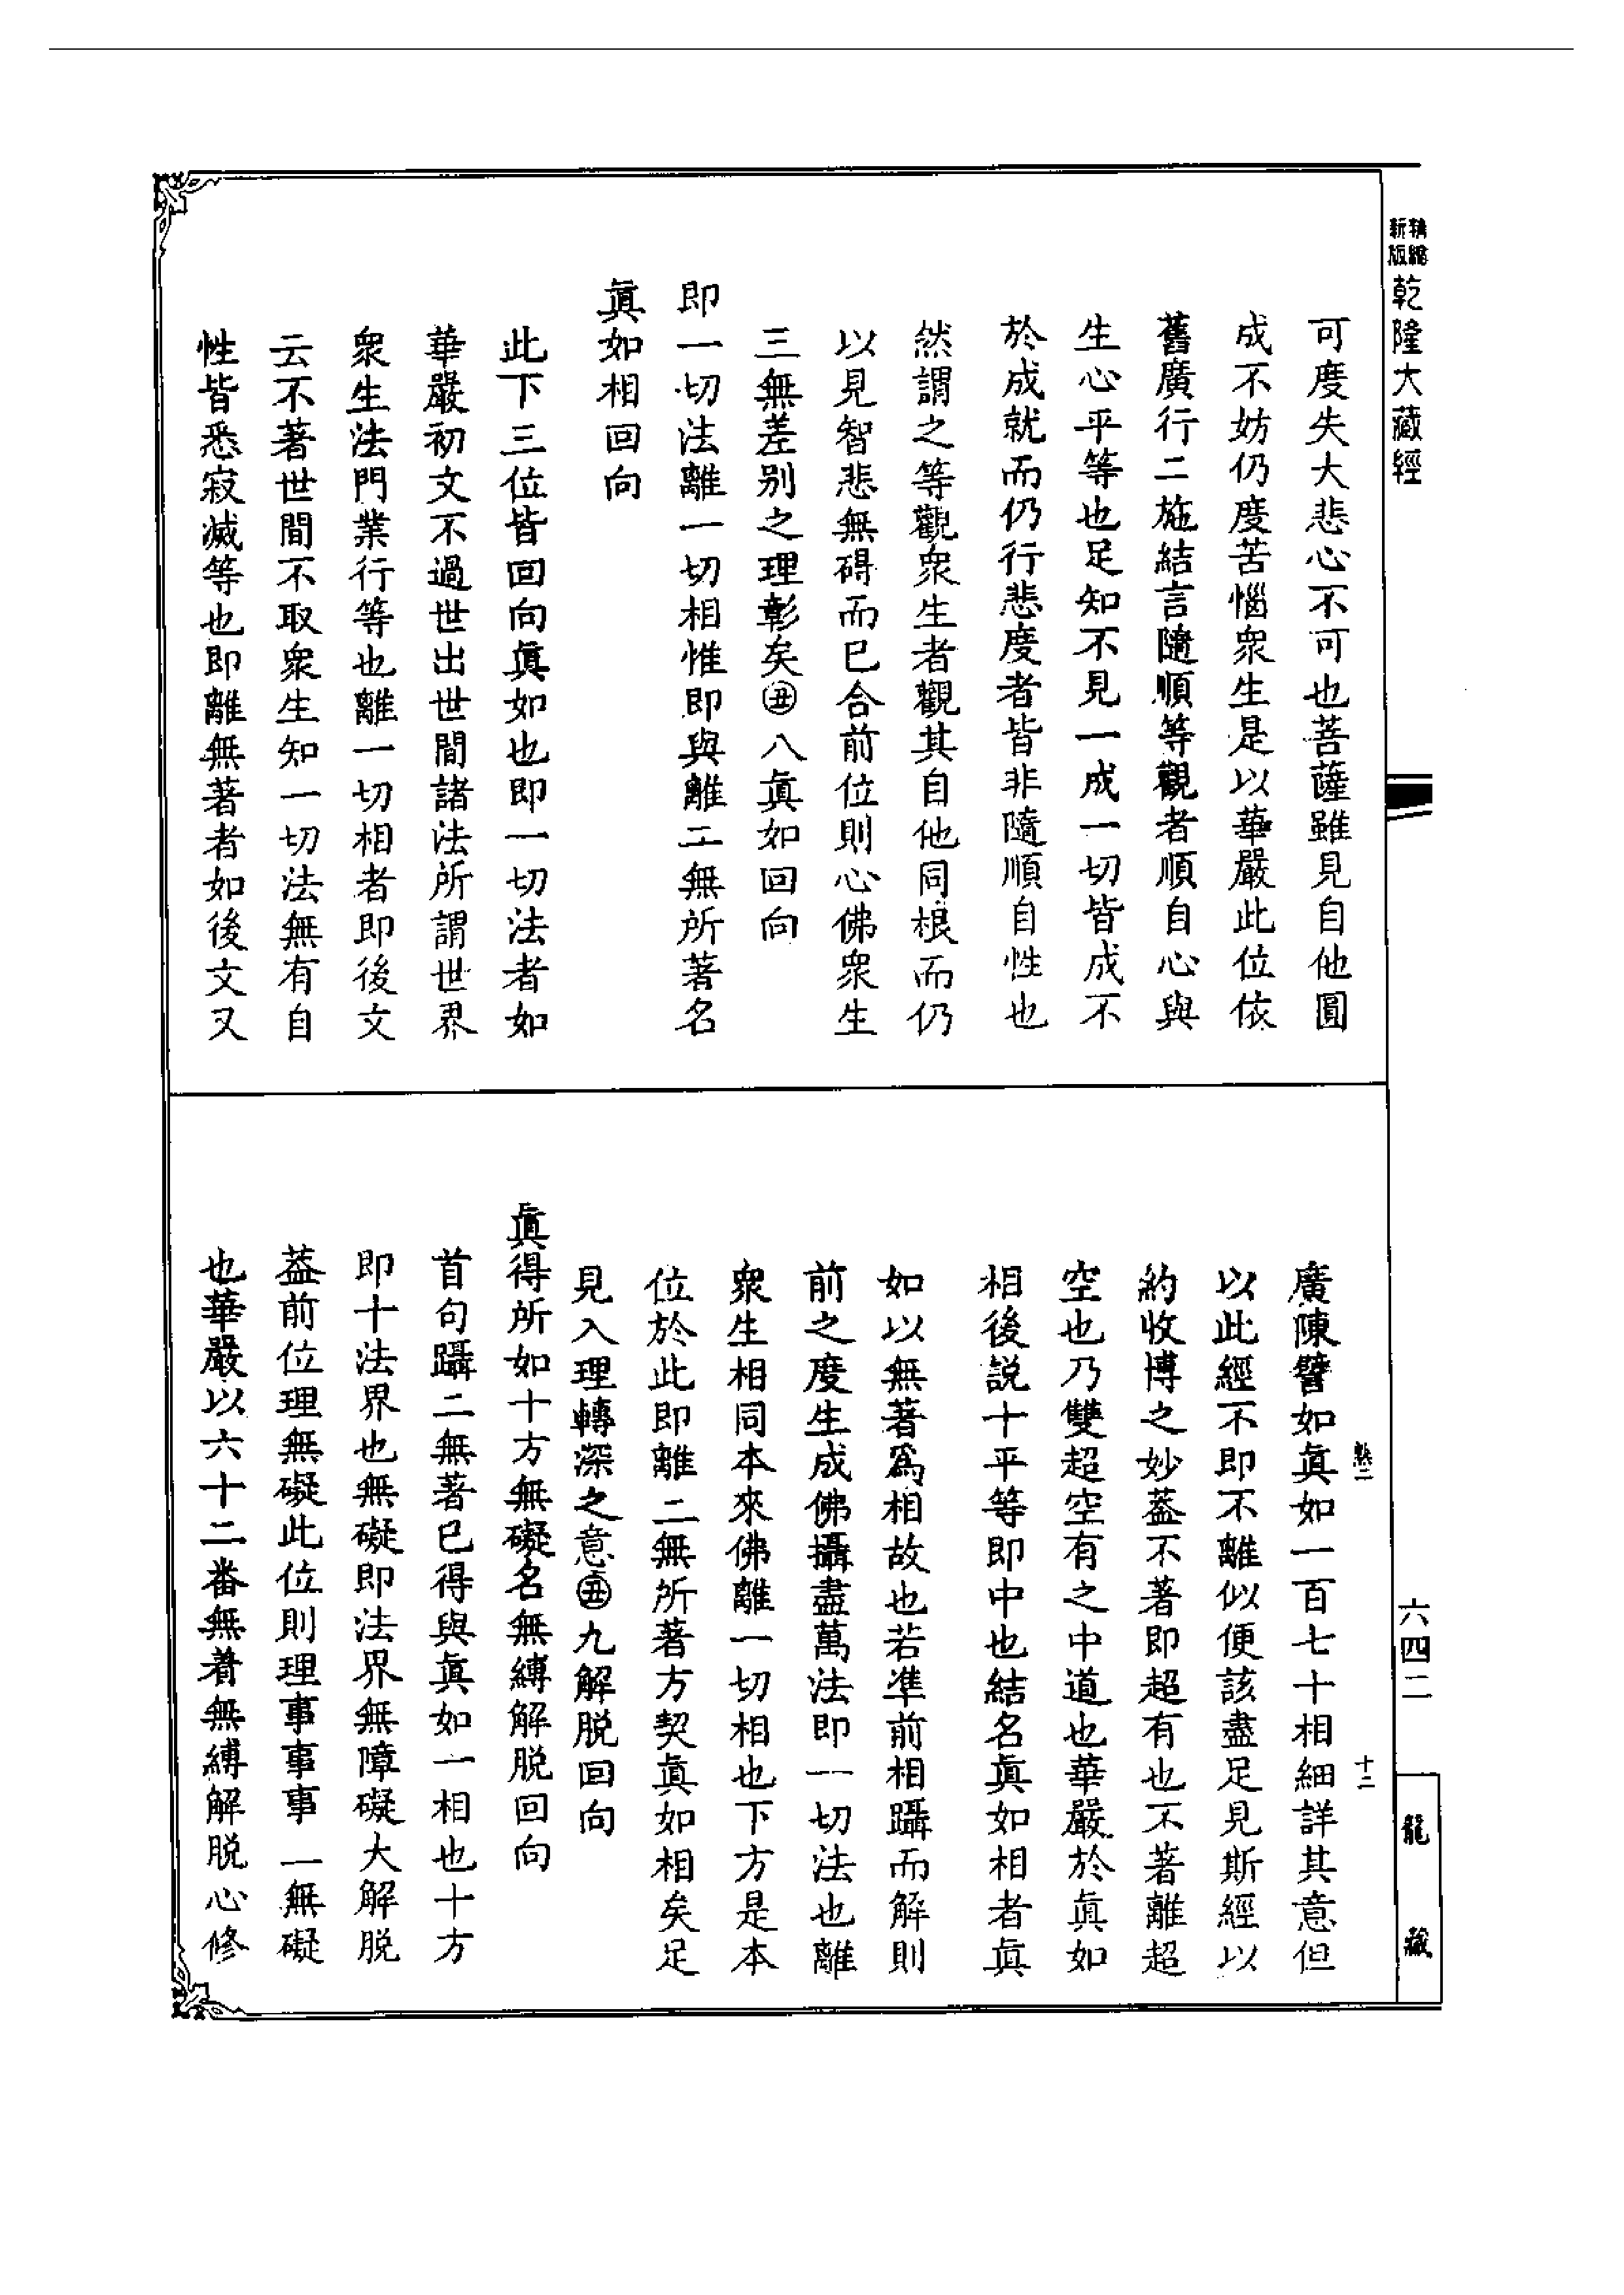 新編縮版乾隆大藏經
可度失大悲心不可也菩薩雖見自他圓
成不妨仍度苦惱衆生是以華嚴此位依
舊廣行二施結言隨順等觀者順自心與
生心平等也足知不見一成一切皆成不
於成就而仍行悲度者皆非隨順自性也
然謂之等觀衆生者觀其自他同根而仍
以見智悲無碍而已合前位則心佛衆生
三無差别之理彰矣㊄八眞如回向
即一切法離一切相惟即與離二無所著名
眞如相回向
此下三位皆回向眞如也即一切法者如
華嚴初文不過世出世間諸法所謂世界
衆生法門業行等也離一切相者即後文
云不著世間不取衆生知一切法無有自
性皆悉寂滅等也即離無著者如後文又
廣陳譬如眞如一百七十相細詳其意但
以此經不即不離似便該盡足見斯經以
約收博之妙葢不著即超有也不著離超
空也乃雙超空有之中道也華嚴於眞如
相後説十平等即中也結名眞如相者眞
如以無著爲相故也若準前相躡而解則
前之度生成佛攝盡萬法即一切法也離
衆生相同本來佛離一切相也下方是本
位於此即離二無所著方契眞如相矣足
見入理轉深之意㊄九解脱回向
眞得所如十方無礙名無縛解脱回向
首句躡二無著已得與眞如一相也十方
即十法界也無礙即法界無障礙大解脱
葢前位理無礙此位則理事事事一無礙
也華嚴以六十二番無着無縛解脱心修
十二
六四二
龍藏